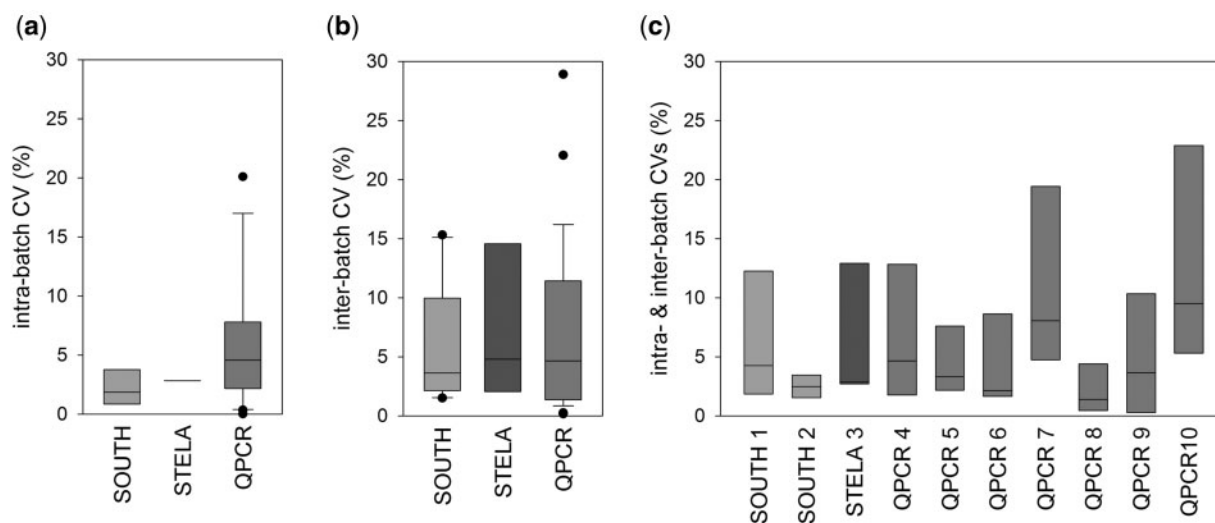 (a)
30
25
20
15
10
5
0
intra-batch CV (%)
SOUTH
STELA
QPCR
(b)
30
25
20
15
10
5
0
inter-batch CV (%)
SOUTH
STELA
QPCR
(c)
30
25
20
15
10
5
0
intra- & inter-batch CVs (%)
SOUTH 1
SOUTH 2
STELA 3
QPCR 4
QPCR 5
QPCR 6
QPCR 7
QPCR 8
QPCR 9
QPCR10